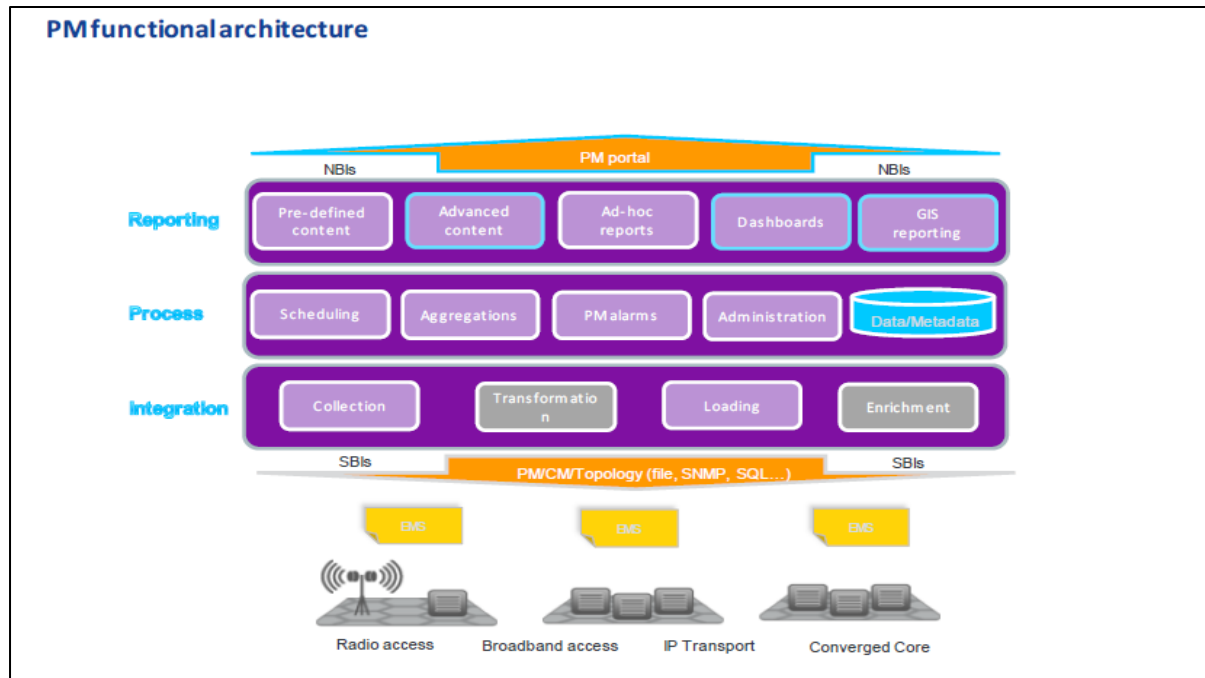 PM functional architecture
PM portal
NBIs
NBIs
Reporting
Pre-defined
content
Advanced
content
Ad-hoc
reports
Dashboards
GIS
reporting
Process
Scheduling
Aggregations
PM alarms
Administration
Data/Metadata
Integration
Collection
Transformatio
n
Loading
Enrichment
SBIs
SBIs
PM/CM/Topology (file, SNMP, SQL...)
EMS
EMS
EMS
Radio access
Broadband access
IP Transport
Converged Core